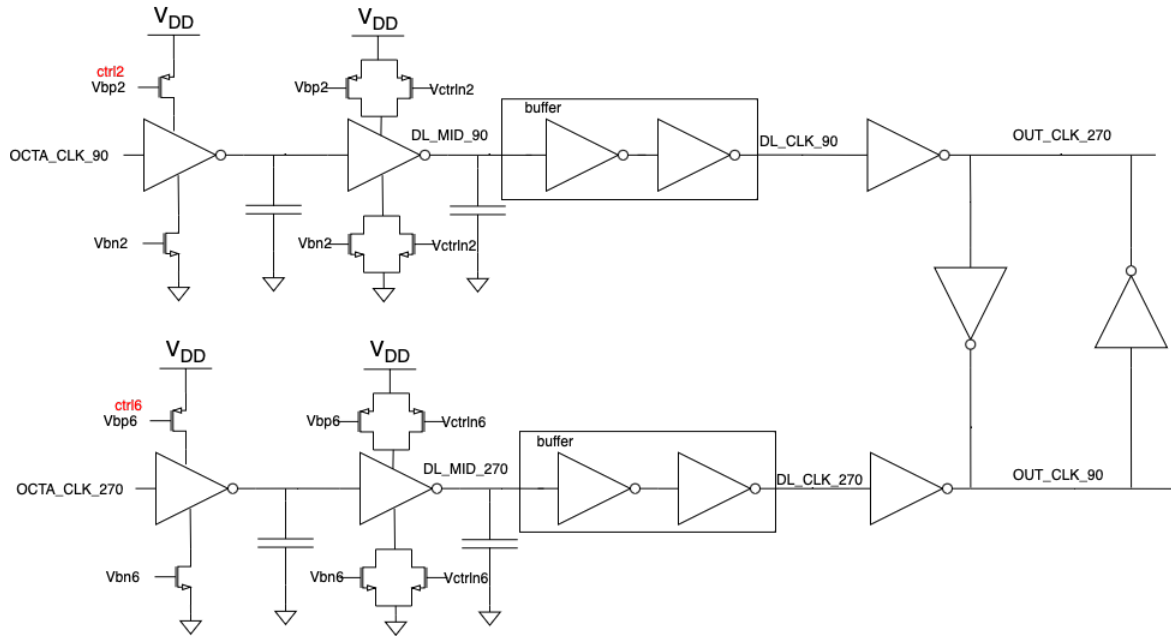 VDD
VDD
ctrl2
Vbp2
Vbp2
Vctrln2
buffer
OCTA_CLK_90
DL_MID_90
DL_CLK_90
OUT_CLK_270
Vbn2
Vbn2
Vctrln2
VDD
VDD
ctrl6
Vbp6
Vbp6
Vctrln6
buffer
OCTA_CLK_270
DL_MID_270
DL_CLK_270
OUT_CLK_90
Vbn6
Vbn6
Vctrln6